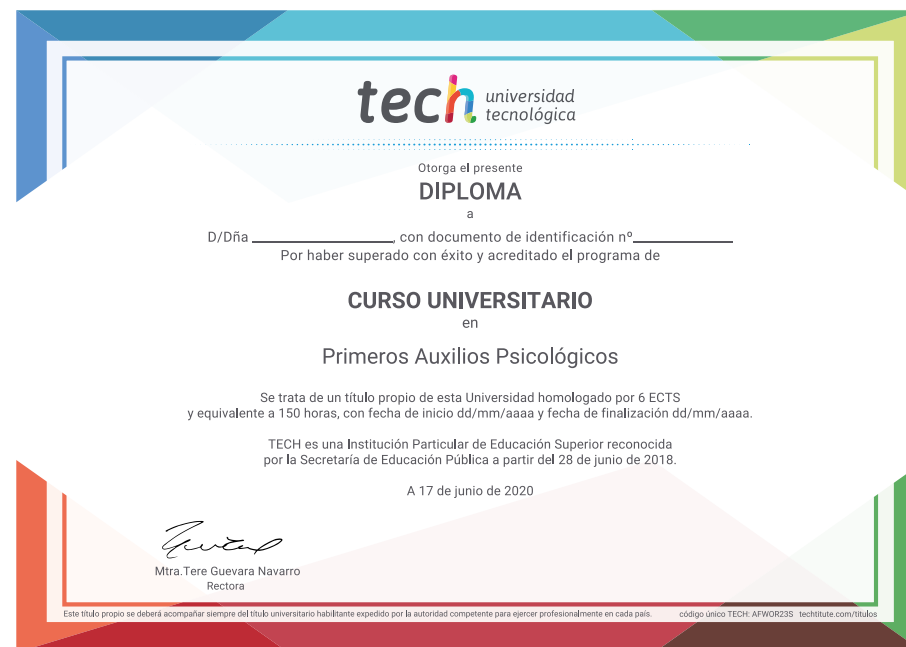 tech universidad
tecnológica
Otorga el presente
DIPLOMA
a
D/Dña ____________________, con documento de identificación nº______________
Por haber superado con éxito y acreditado el programa de
CURSO UNIVERSITARIO
en
Primeros Auxilios Psicológicos
Se trata de un título propio de esta Universidad homologado por 6 ECTS
y equivalente a 150 horas, con fecha de inicio dd/mm/aaaa y fecha de finalización dd/mm/aaaa.
TECH es una Institución Particular de Educación Superior reconocida
por la Secretaría de Educación Pública a partir del 28 de junio de 2018.
A 17 de junio de 2020
Mtra.Tere Guevara Navarro
Rectora
Este título propio se deberá acompañar siempre del título universitario habilitante expedido por la autoridad competente para ejercer profesionalmente en cada país. código único TECH: AFWOR23S techtitute.com/titulos